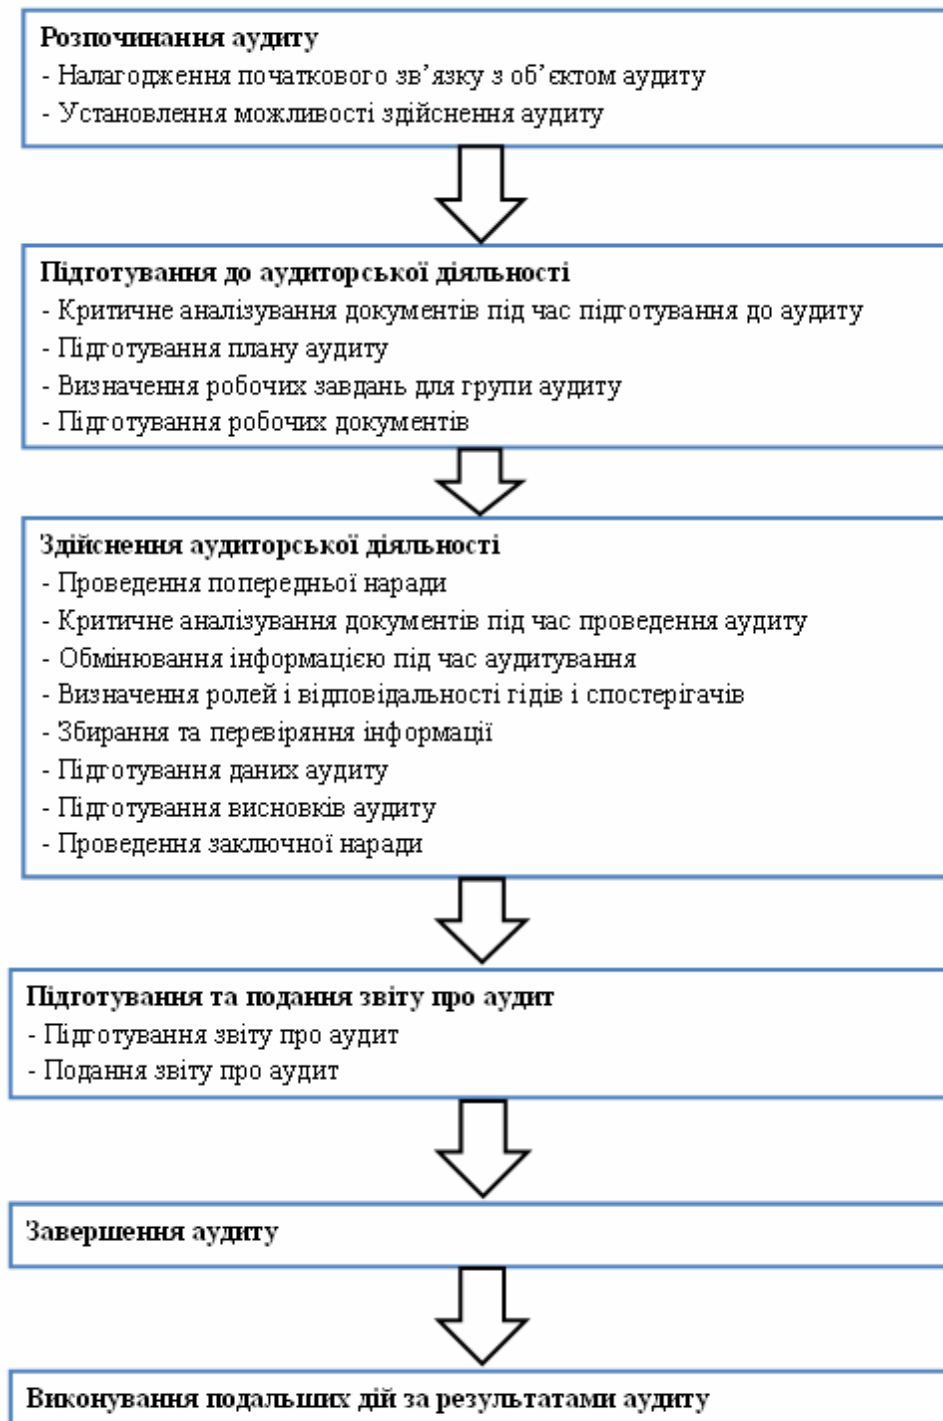 Розпочинання аудиту
- Налагодження початкового зв’язку з об’єктом аудиту
- Установлення можливості здійснення аудиту
Підготування до аудиторської діяльності
- Критичне аналізування документів під час підготування до аудиту
- Підготування плану аудиту
- Визначення робочих завдань для групи аудиту
- Підготування робочих документів
Здійснення аудиторської діяльності
- Проведення попередньої наради
- Критичне аналізування документів під час проведення аудиту
- Обмінювання інформацією під час аудитування
- Визначення ролей і відповідальності гідів і спостерігачів
- Збирання та перевіряння інформації
- Підготування даних аудиту
- Підготування висновків аудиту
- Проведення заключної наради
Підготування та подання звіту про аудит
- Підготування звіту про аудит
- Подання звіту про аудит
Завершення аудиту
Виконування подальших дій за результатами аудиту